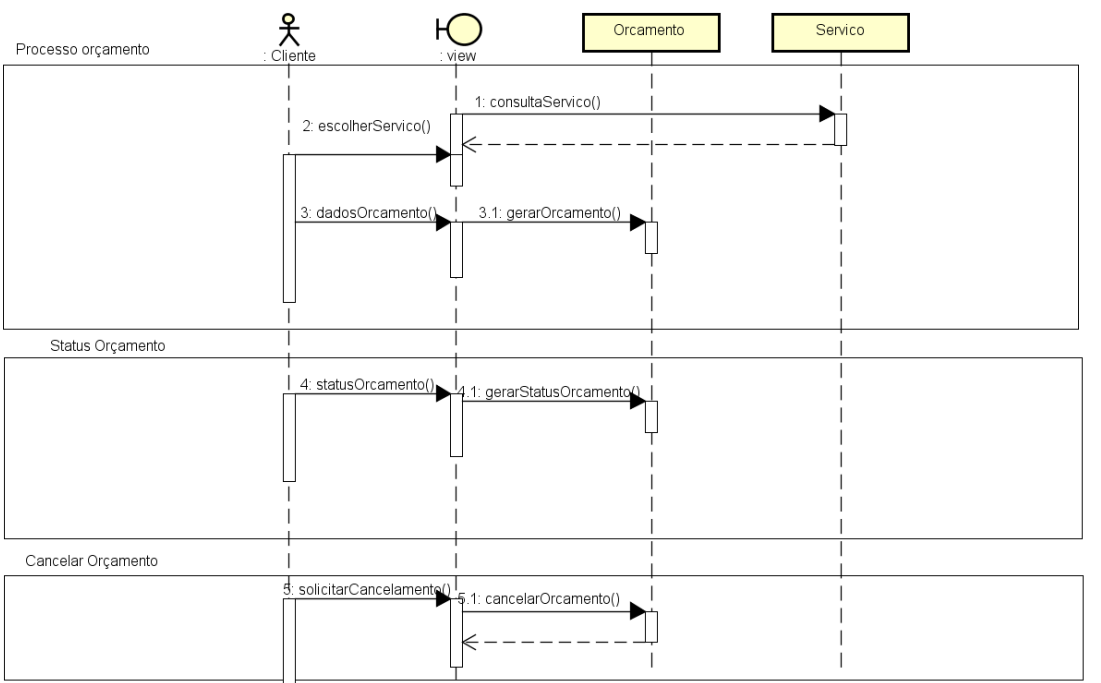 Orcamento
Servico
Processo orçamento
: Cliente
: view
1: consultaServico()
2: escolherServico()
3: dadosOrcamento()
3.1: gerarOrcamento()
Status Orçamento
4: statusOrcamento()
4.1: gerarStatusOrcamento()
Cancelar Orçamento
5: solicitarCancelamento()
5.1: cancelarOrcamento()